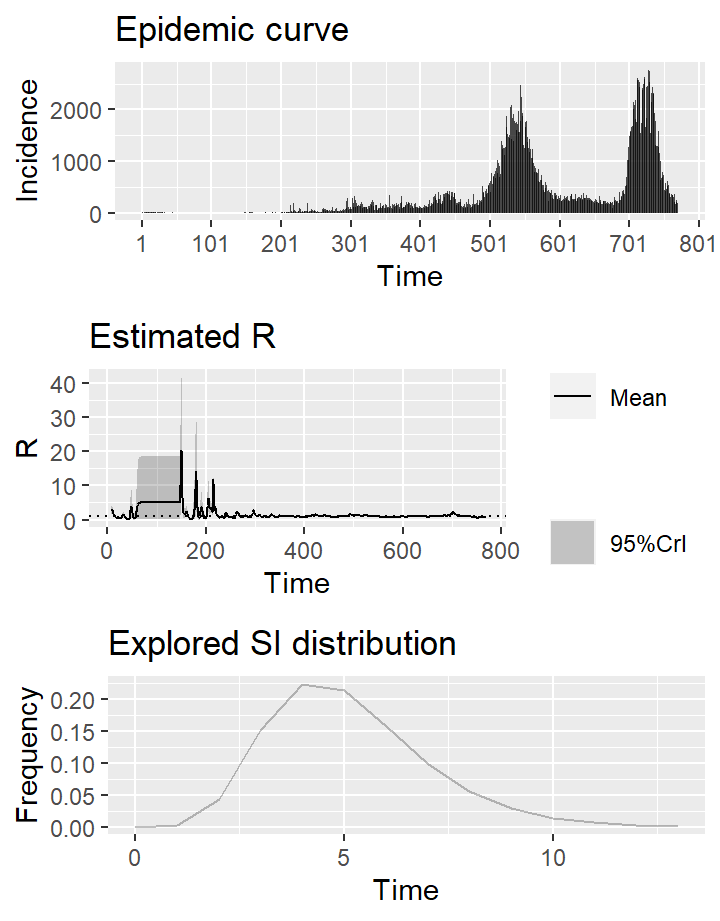 Epidemic curve
Incidence
2000
1000
0
1 101 201 301 401 501 601 701 801
Time
Estimated R
R
40
30
20
10
0
0 200 400 600 800
Time
Mean
95%CrI
Explored SI distribution
Frequency
0.20
0.15
0.10
0.05
0.00
0 5 10
Time